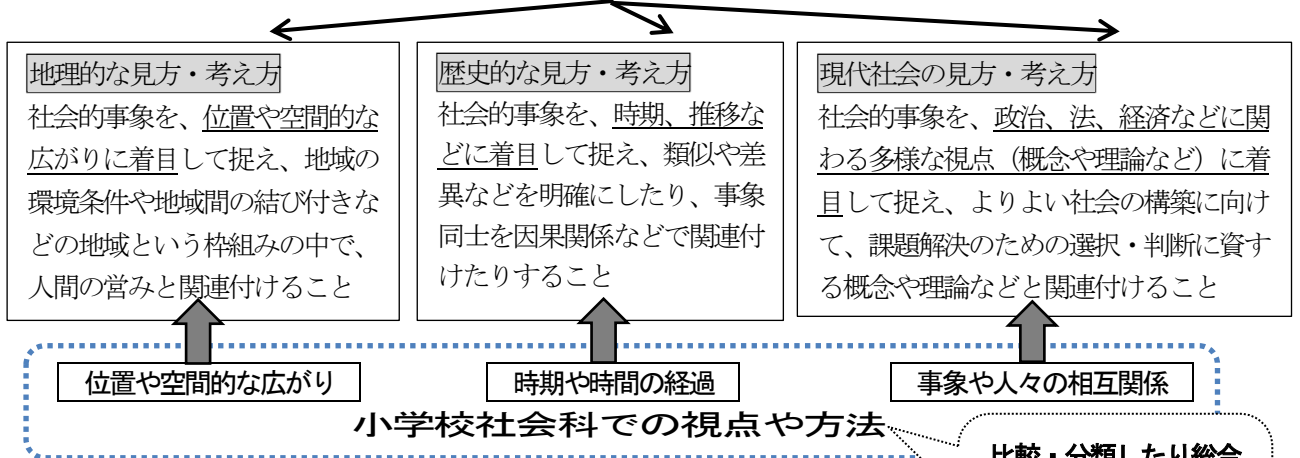 地理的な見方・考え方
社会的事象を、位置や空間的な
広がりに着目して捉え、地域の
環境条件や地域間の結び付きな
どの地域という枠組みの中で、
人間の営みと関連付けること
歴史的な見方・考え方
社会的事象を、時期、推移な
どに着目して捉え、類似や差
異などを明確にしたり、事象
同士を因果関係などで関連付
けたりすること
現代社会の見方・考え方
社会的事象を、政治、法、経済などに関
わる多様な視点（概念や理論など）に着
目して捉え、よりよい社会の構築に向け
て、課題解決のための選択・判断に資す
る概念や理論などと関連付けること
位置や空間的な広がり
時期や時間の経過
事象や人々の相互関係
小学校社会科での視点や方法
比較・分類したり総合